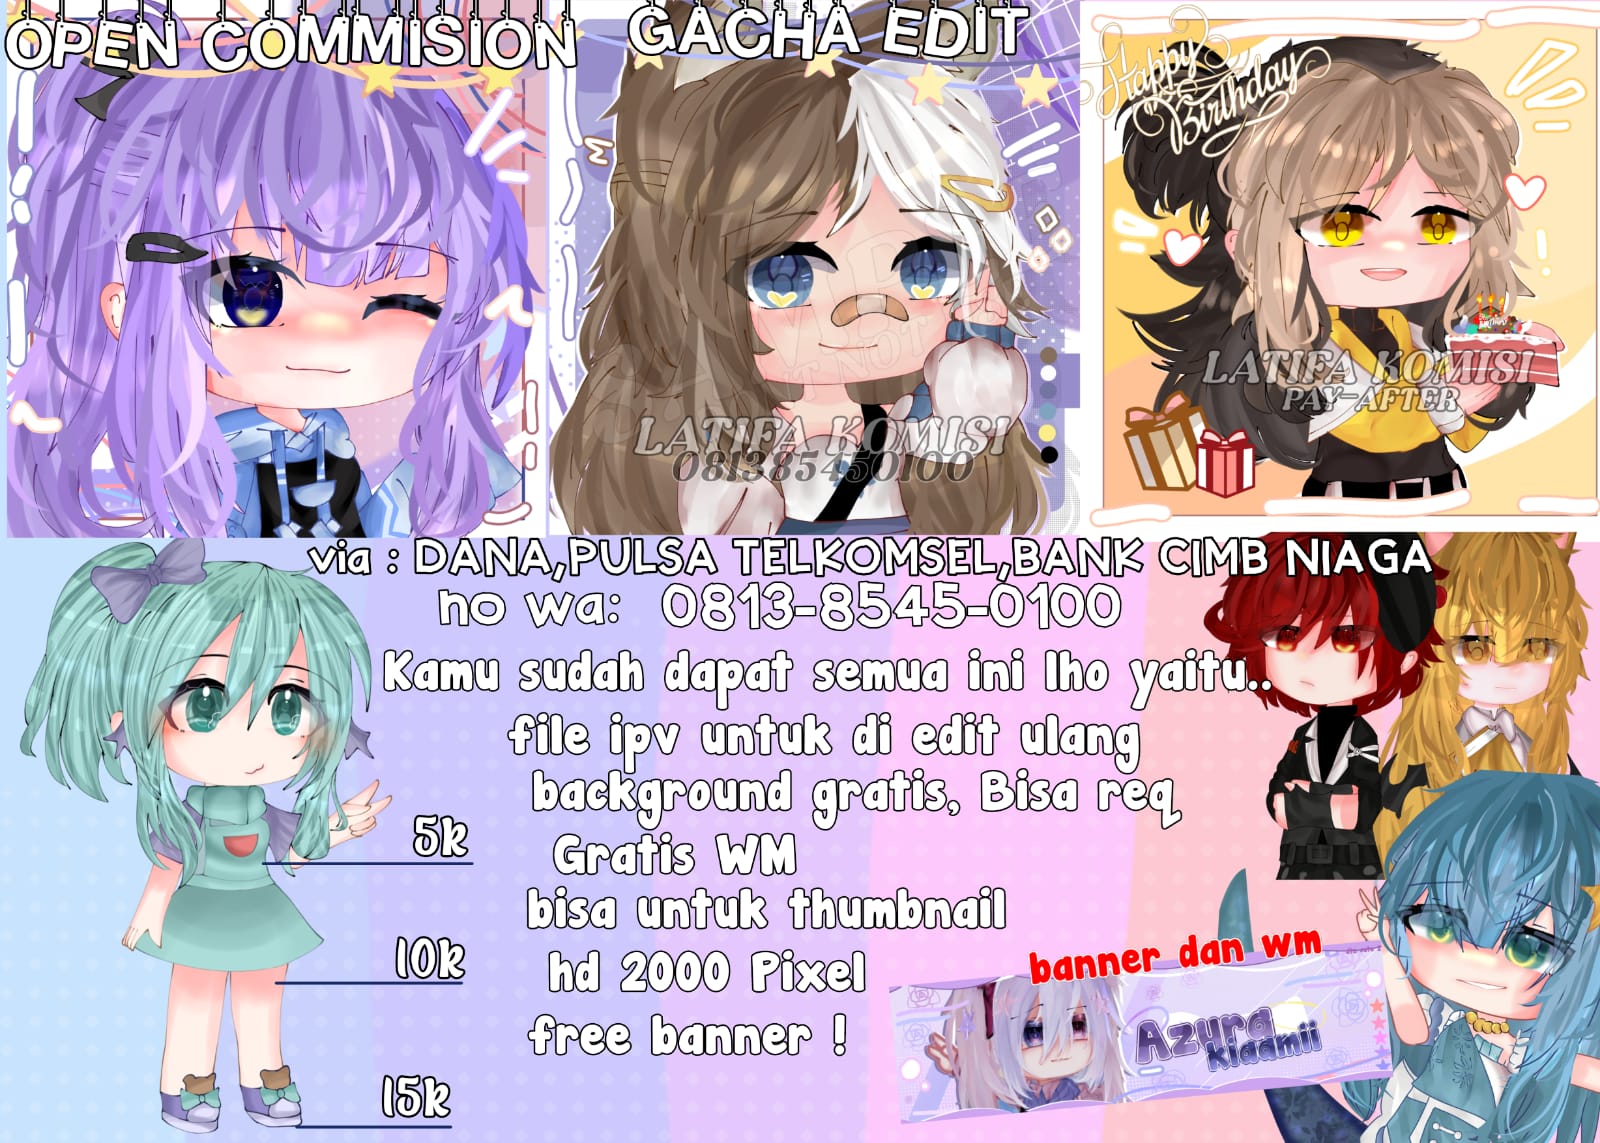 OPEN COMMISION
GACHA EDIT
Happy
Birthday
LATIFA KOMISI
081385450100
LATIFA KOMISI
PAY-AFTER
via : DANA,PULSA TELKOMSEL,BANK CIMB NIAGA
no wa: 0813-8545-0100
Kamu sudah dapat semua ini lho yaitu..
file ipv untuk di edit ulang
background gratis, Bisa req
5k
Gratis WM
bisa untuk thumbnail
10k
hd 2000 Pixel
banner dan wm
free banner !
Azura
klaamii
15k